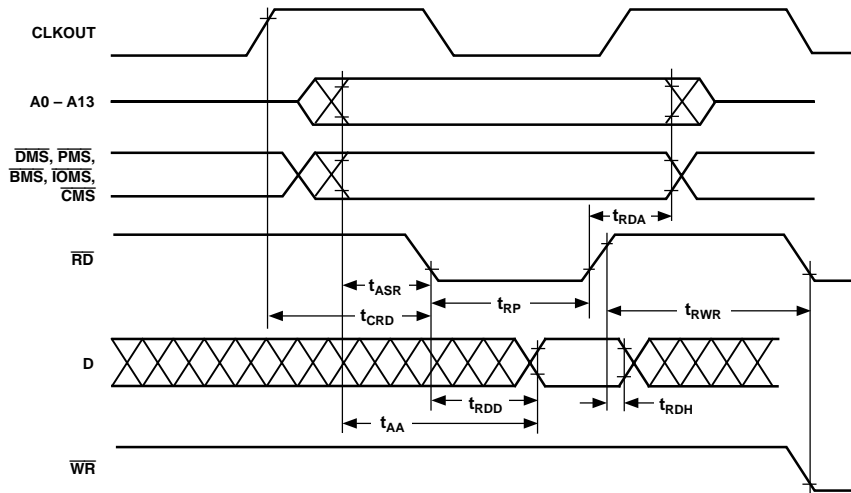 CLKOUT
A0 – A13
DMS, PMS,
BMS, IOMS,
CMS
tRDA
RD
tASR
tCRD
tRP
tRWR
D
tRDD
tRDH
tAA
WR